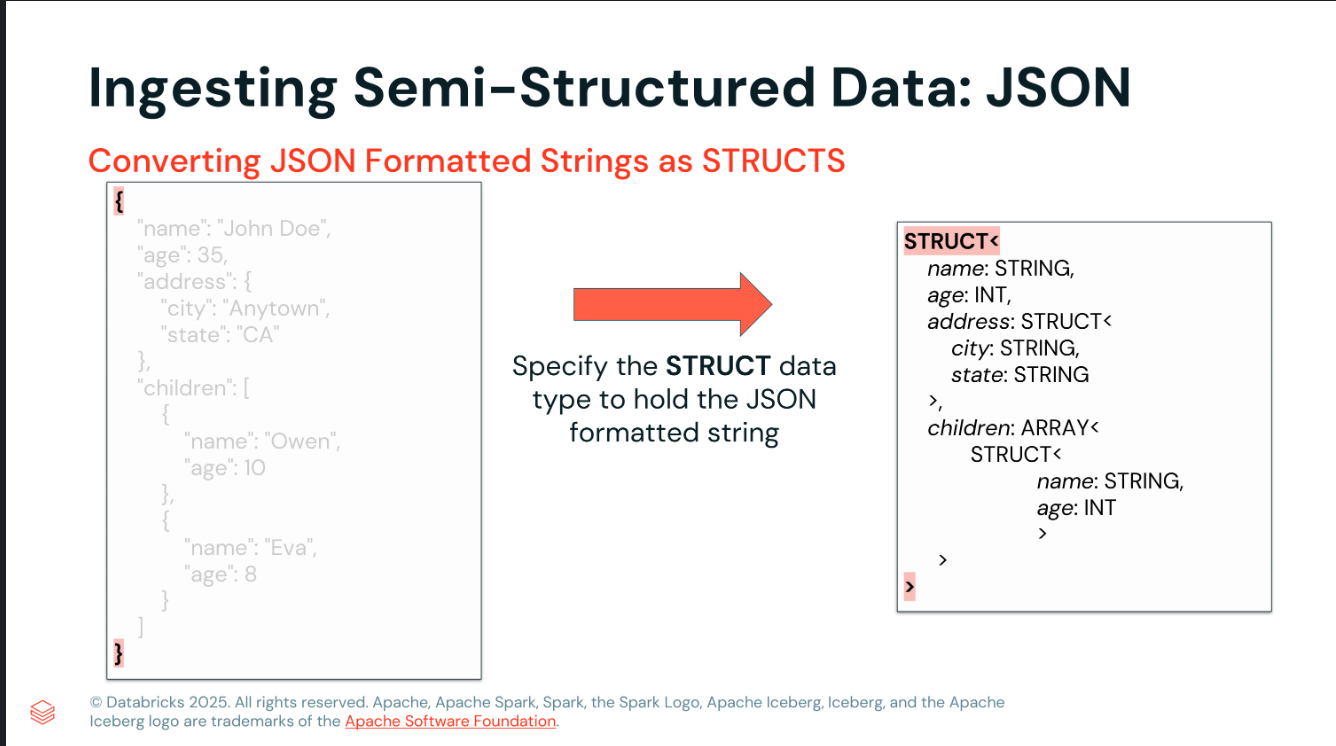 Ingesting Semi-Structured Data: JSON
Converting JSON Formatted Strings as STRUCTS
{
"name": "John Doe",
"age": 35,
"address": {
"city": "Anytown",
"state": "CA"
},
"children": [
{
"name": "Owen",
"age": 10
},
{
"name": "Eva",
"age": 8
}
]
}
Specify the STRUCT data
type to hold the JSON
formatted string
STRUCT<
name: STRING,
age: INT,
address: STRUCT<
city: STRING,
state: STRING
>,
children: ARRAY<
STRUCT<
name: STRING,
age: INT
>
>
>
© Databricks 2025. All rights reserved. Apache, Apache Spark, Spark, the Spark Logo, Apache Iceberg, Iceberg, and the Apache
Iceberg logo are trademarks of the Apache Software Foundation.